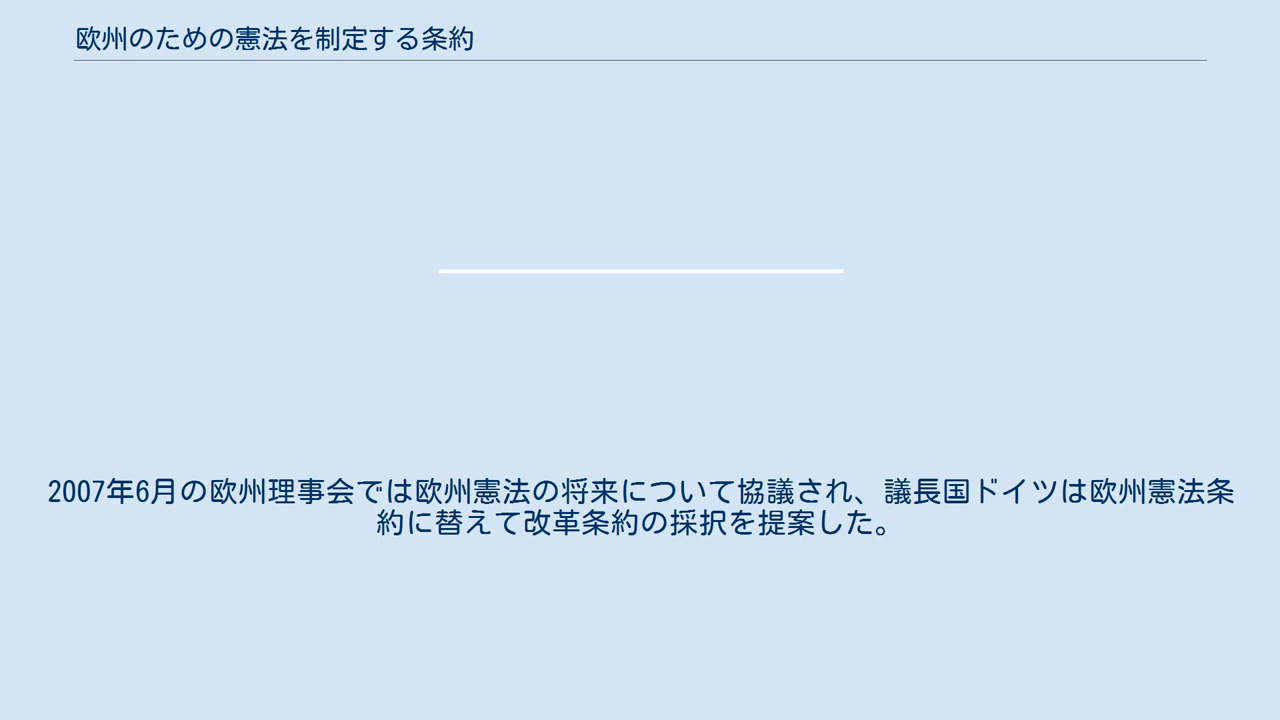 欧州のための憲法を制定する条約
2007年6月の欧州理事会では欧州憲法の将来について協議され、議長国ドイツは欧州憲法条
約に替えて改革条約の採択を提案した。